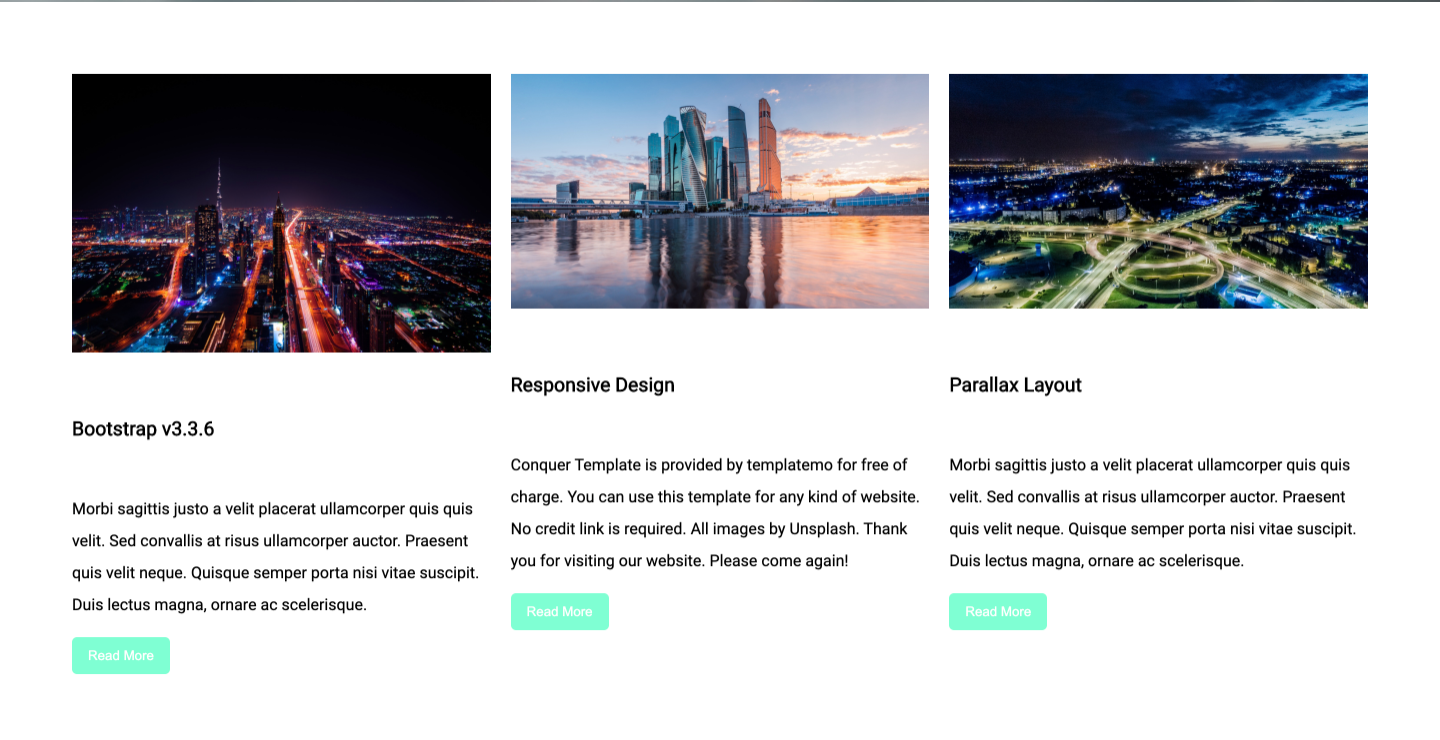 Bootstrap v3.3.6
Morbi sagittis justo a velit placerat ullamcorper quis quis
velit. Sed convallis at risus ullamcorper auctor. Praesent
quis velit neque. Quisque semper porta nisi vitae suscipit.
Duis lectus magna, ornare ac scelerisque.
Read More
Responsive Design
Conquer Template is provided by templatemo for free of
charge. You can use this template for any kind of website.
No credit link is required. All images by Unsplash. Thank
you for visiting our website. Please come again!
Read More
Parallax Layout
Morbi sagittis justo a velit placerat ullamcorper quis quis
velit. Sed convallis at risus ullamcorper auctor. Praesent
quis velit neque. Quisque semper porta nisi vitae suscipit.
Duis lectus magna, ornare ac scelerisque.
Read More